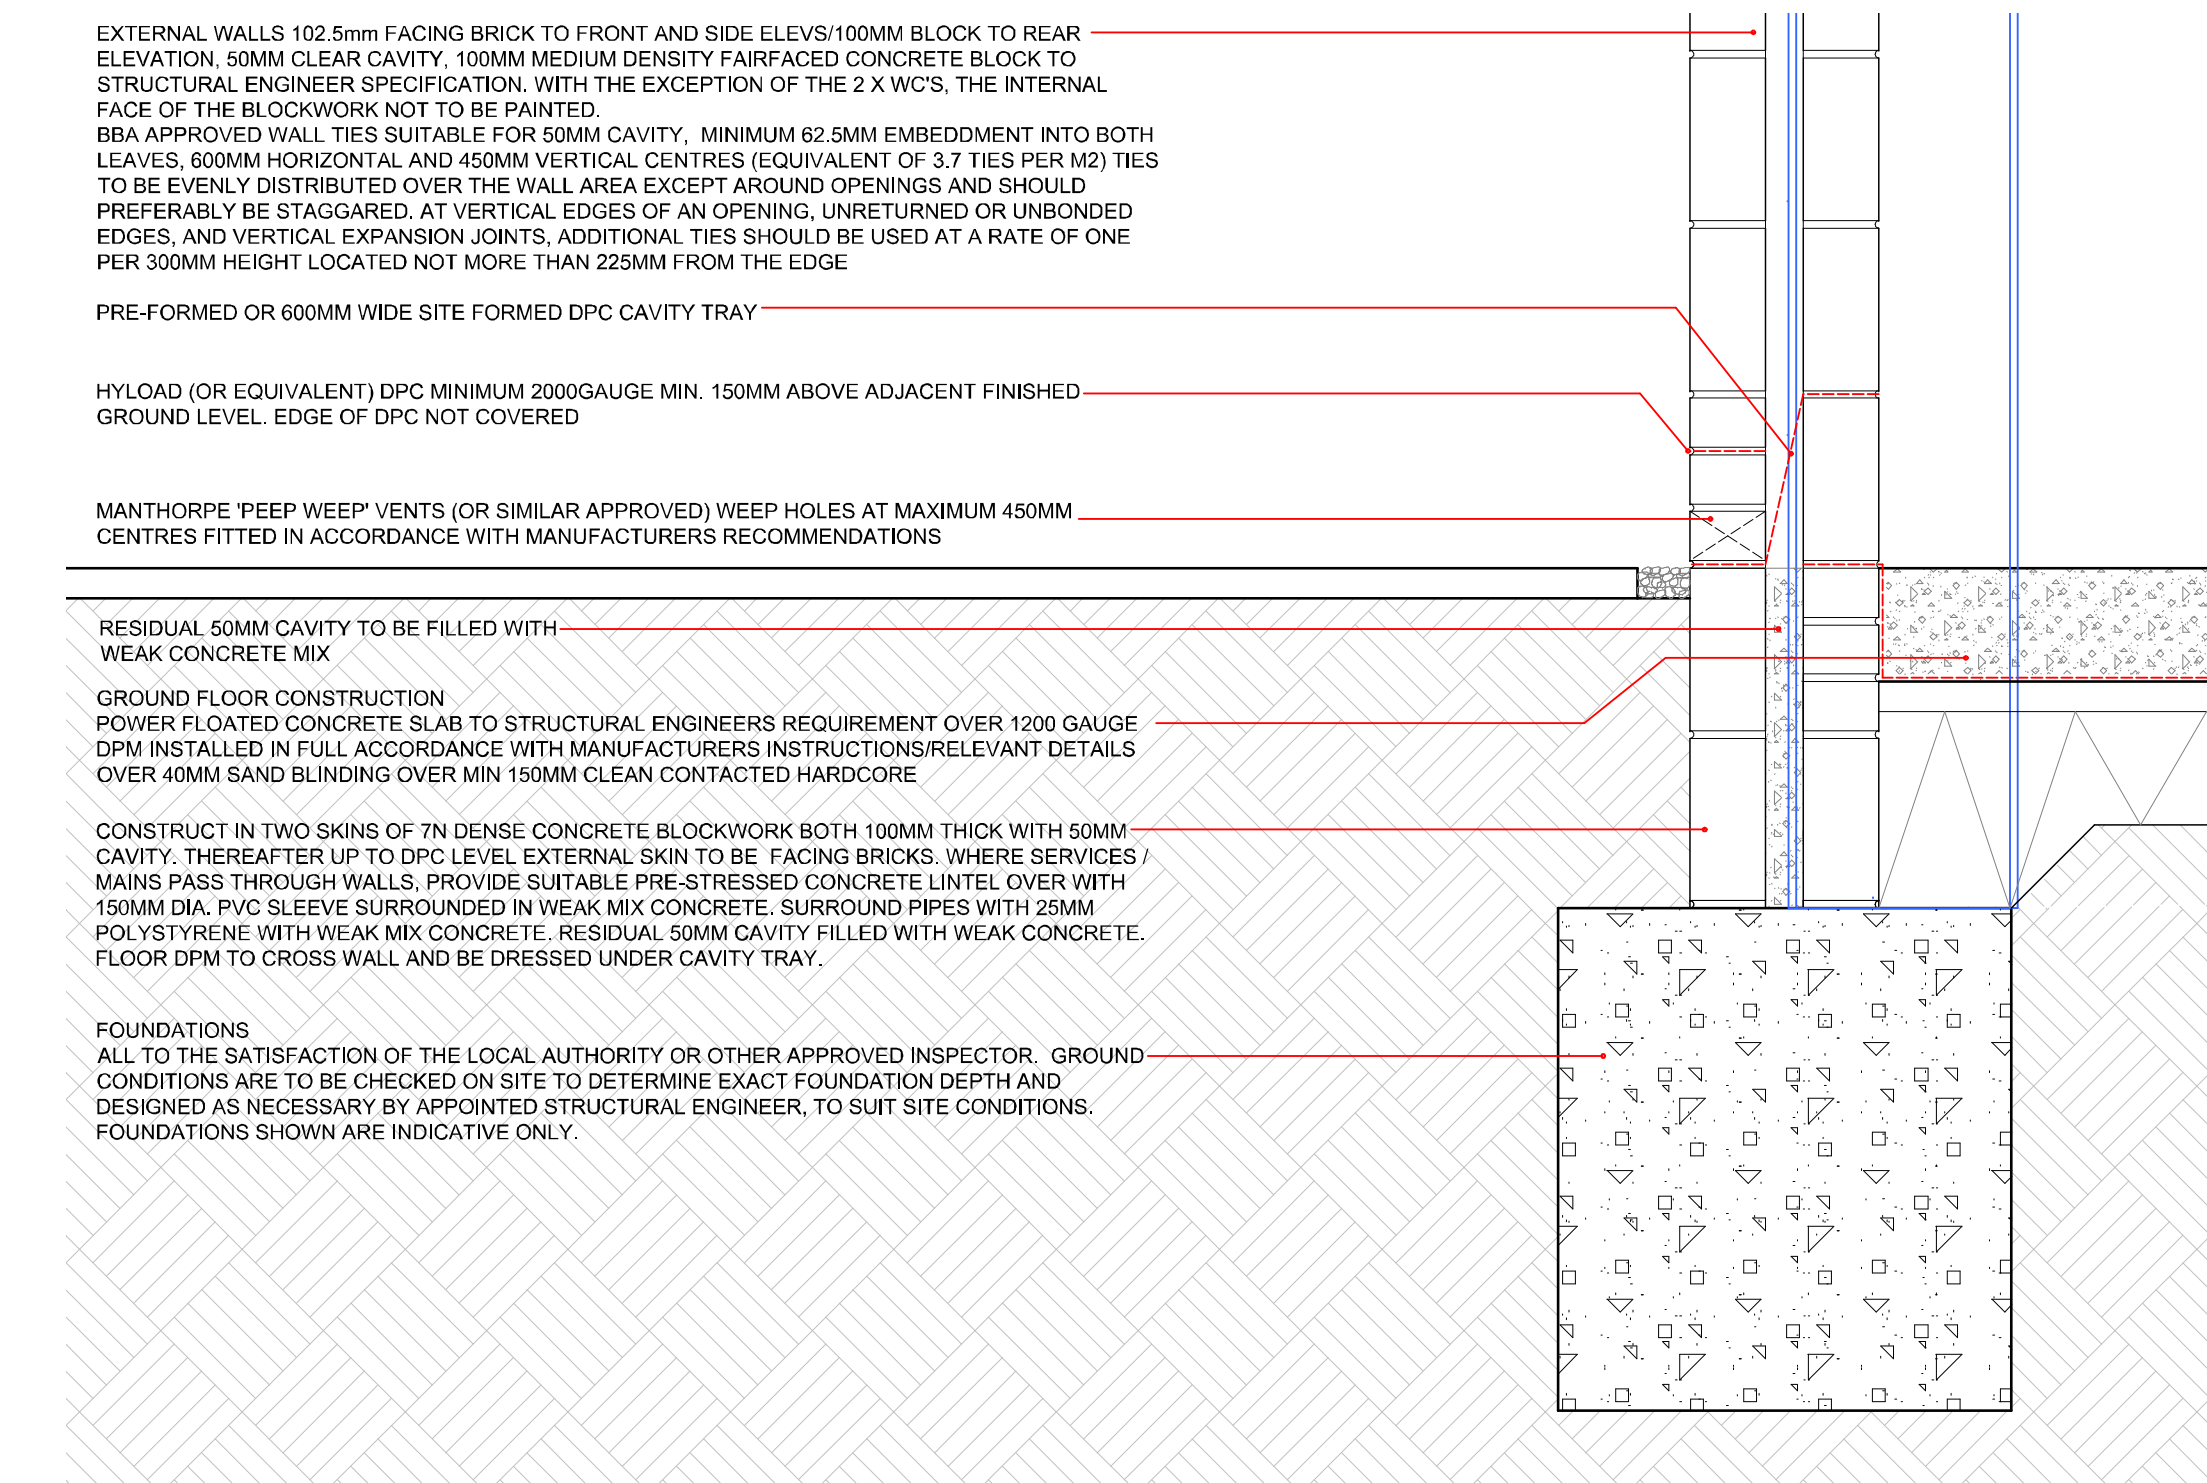 EXTERNAL WALLS 102.5mm FACING BRICK TO FRONT AND SIDE ELEVS/100MM BLOCK TO REAR
ELEVATION, 50MM CLEAR CAVITY, 100MM MEDIUM DENSITY FAIRFACED CONCRETE BLOCK TO
STRUCTURAL ENGINEER SPECIFICATION. WITH THE EXCEPTION OF THE 2 X WC'S, THE INTERNAL
FACE OF THE BLOCKWORK NOT TO BE PAINTED.
BBA APPROVED WALL TIES SUITABLE FOR 50MM CAVITY, MINIMUM 62.5MM EMBEDDMENT INTO BOTH
LEAVES, 600MM HORIZONTAL AND 450MM VERTICAL CENTRES (EQUIVALENT OF 3.7 TIES PER M2) TIES
TO BE EVENLY DISTRIBUTED OVER THE WALL AREA EXCEPT AROUND OPENINGS AND SHOULD
PREFERABLY BE STAGGARED. AT VERTICAL EDGES OF AN OPENING, UNRETURNED OR UNBONDED
EDGES, AND VERTICAL EXPANSION JOINTS, ADDITIONAL TIES SHOULD BE USED AT A RATE OF ONE
PER 300MM HEIGHT LOCATED NOT MORE THAN 225MM FROM THE EDGE
PRE-FORMED OR 600MM WIDE SITE FORMED DPC CAVITY TRAY
HYLOAD (OR EQUIVALENT) DPC MINIMUM 2000GAUGE MIN. 150MM ABOVE ADJACENT FINISHED
GROUND LEVEL. EDGE OF DPC NOT COVERED
MANTHORPE 'PEEP WEEP' VENTS (OR SIMILAR APPROVED) WEEP HOLES AT MAXIMUM 450MM
CENTRES FITTED IN ACCORDANCE WITH MANUFACTURERS RECOMMENDATIONS
RESIDUAL 50MM CAVITY TO BE FILLED WITH
WEAK CONCRETE MIX
GROUND FLOOR CONSTRUCTION
POWER FLOATED CONCRETE SLAB TO STRUCTURAL ENGINEERS REQUIREMENT OVER 1200 GAUGE
DPM INSTALLED IN FULL ACCORDANCE WITH MANUFACTURERS INSTRUCTIONS/RELEVANT DETAILS
OVER 40MM SAND BLINDING OVER MIN 150MM CLEAN CONTACTED HARDCORE
CONSTRUCT IN TWO SKINS OF 7N DENSE CONCRETE BLOCKWORK BOTH 100MM THICK WITH 50MM
CAVITY. THEREAFTER UP TO DPC LEVEL EXTERNAL SKIN TO BE FACING BRICKS. WHERE SERVICES /
MAINS PASS THROUGH WALLS, PROVIDE SUITABLE PRE-STRESSED CONCRETE LINTEL OVER WITH
150MM DIA. PVC SLEEVE SURROUNDED IN WEAK MIX CONCRETE. SURROUND PIPES WITH 25MM
POLYSTYRENE WITH WEAK MIX CONCRETE. RESIDUAL 50MM CAVITY FILLED WITH WEAK CONCRETE.
FLOOR DPM TO CROSS WALL AND BE DRESSED UNDER CAVITY TRAY.
FOUNDATIONS
ALL TO THE SATISFACTION OF THE LOCAL AUTHORITY OR OTHER APPROVED INSPECTOR. GROUND
CONDITIONS ARE TO BE CHECKED ON SITE TO DETERMINE EXACT FOUNDATION DEPTH AND
DESIGNED AS NECESSARY BY APPOINTED STRUCTURAL ENGINEER, TO SUIT SITE CONDITIONS.
FOUNDATIONS SHOWN ARE INDICATIVE ONLY.